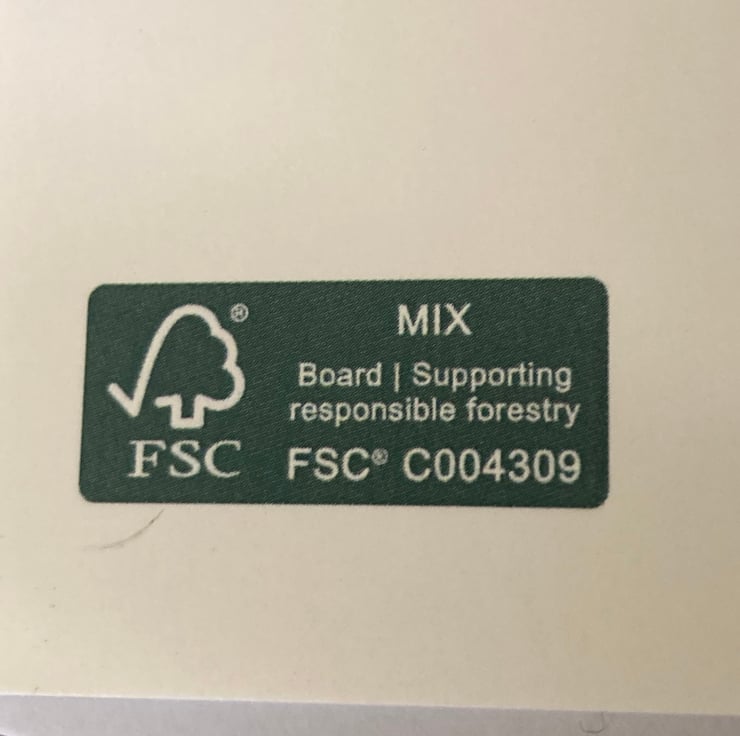 ®
MIX
Board | Supporting
responsible forestry
FSC
FSC® C004309